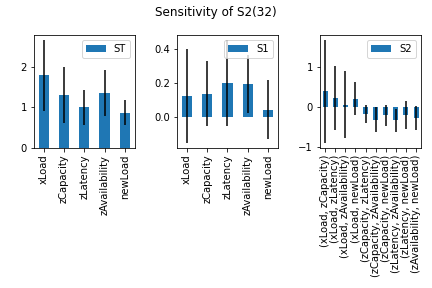 Sensitivity of S2(32)
ST
2
1
0
xLoad
zCapacity
zLatency
zAvailability
newLoad
S1
0.4
0.2
0.0
xLoad
zCapacity
zLatency
zAvailability
newLoad
S2
1
0
−1
(xLoad, zCapacity)
(xLoad, zLatency)
(xLoad, zAvailability)
(xLoad, newLoad)
(zCapacity, zLatency)
(zCapacity, zAvailability)
(zCapacity, newLoad)
(zLatency, zAvailability)
(zLatency, newLoad)
(zAvailability, newLoad)